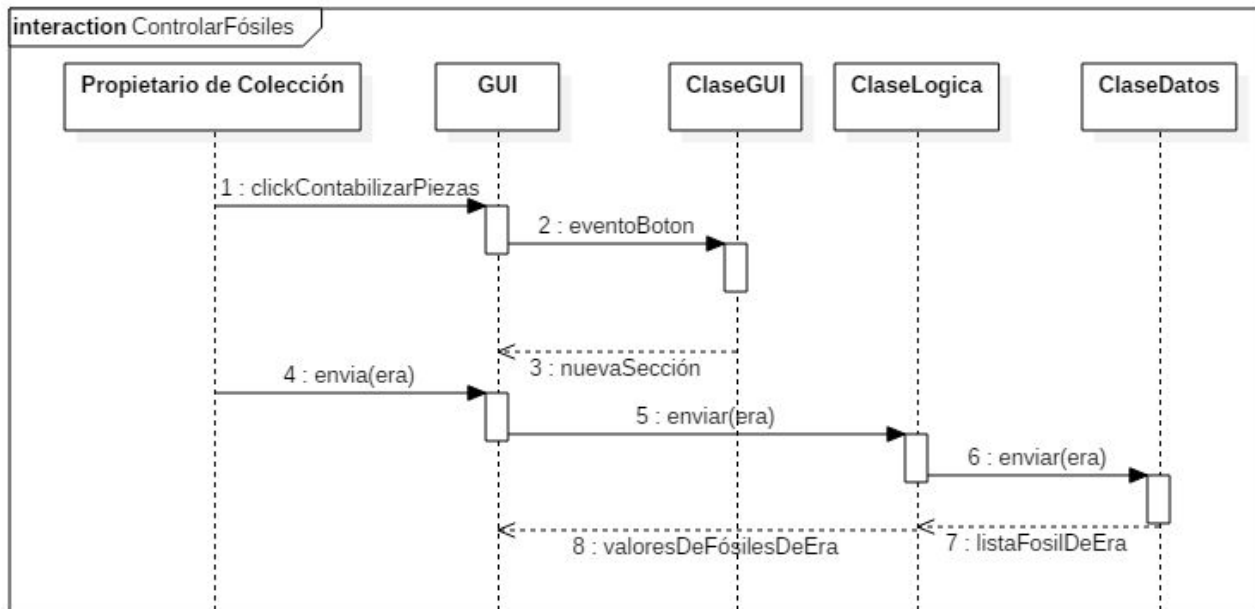 interaction ControlarFósiles
Propietario de Colección
GUI
ClaseGUI
ClaseLogica
ClaseDatos
1 : clickContabilizarPiezas
2 : eventoBoton
3 : nuevaSección
4 : envia(era)
5 : enviar(era)
6 : enviar(era)
7 : listaFosilDeEra
8 : valoresDeFósilesDeEra